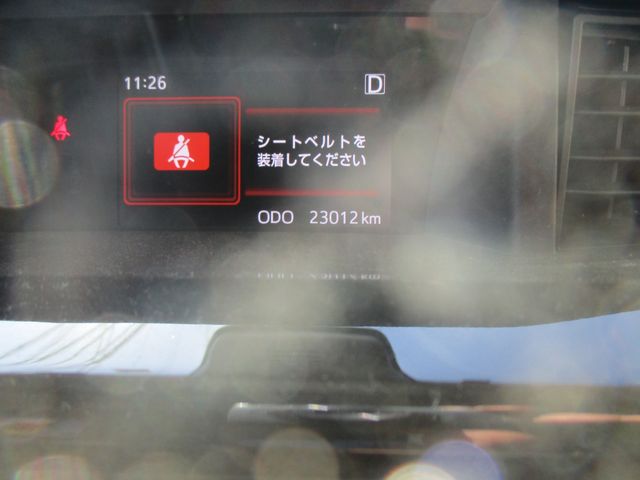 11:26 D
シートベルトを
装着してください
ODO 23012 km